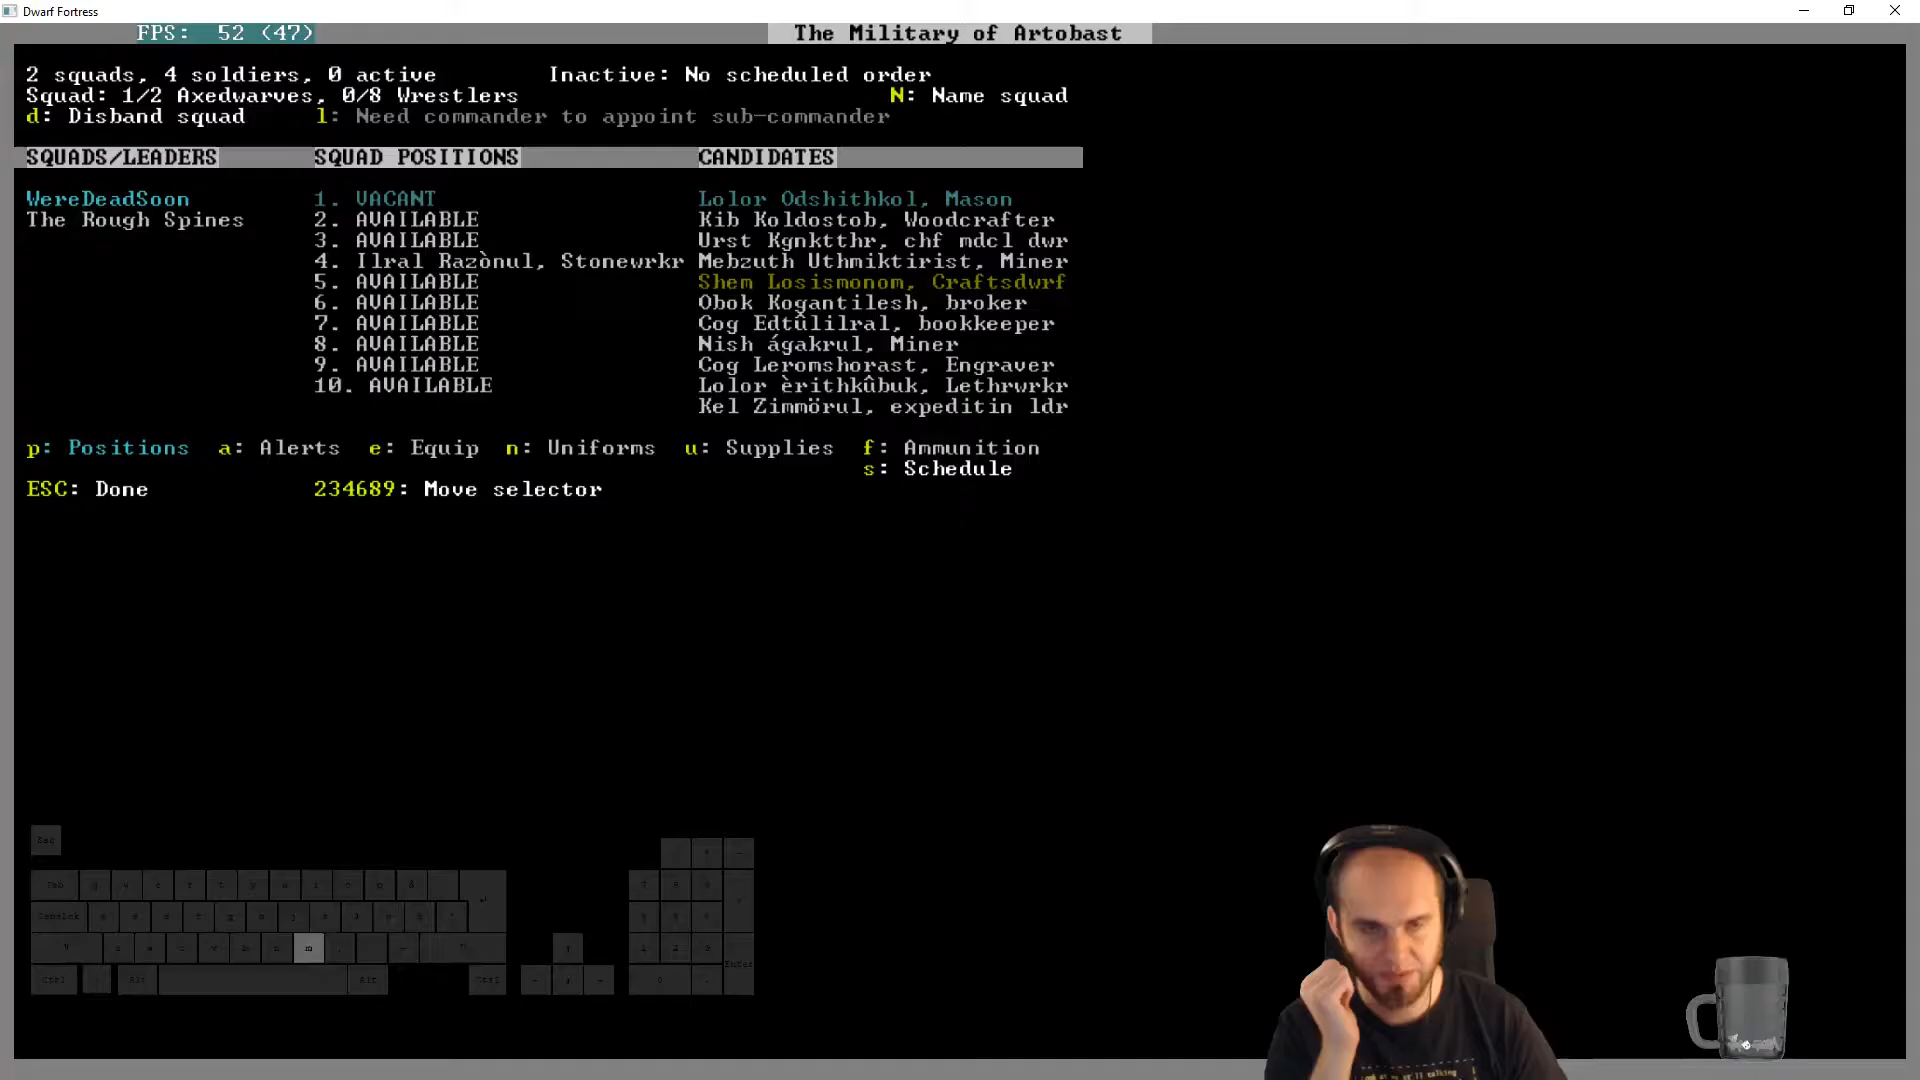 Dwarf Fortress
FPS: 52 (47)
The Military of Artobast
2 squads, 4 soldiers, 0 active Inactive: No scheduled order
Squad: 1/2 Axedwarves, 0/8 Wrestlers N: Name squad
d: Disband squad l: Need commander to appoint sub-commander
SQUADS/LEADERS SQUAD POSITIONS CANDIDATES
WereDeadSoon 1. VACANT Lolor Odshithkol, Mason
The Rough Spines 2. AVAILABLE Kib Koldostob, Woodcrafter
3. AVAILABLE Urst Kgnktthr, chf mdcl dwr
4. Ilral Razònul, Stonewrkr Mebzuth Uthmiktirist, Miner
5. AVAILABLE Shem Losismonom, Craftsdwrf
6. AVAILABLE Obok Kogantilesh, broker
7. AVAILABLE Cog Edtûlilral, bookkeeper
8. AVAILABLE Nish ágakrul, Miner
9. AVAILABLE Cog Leromshorast, Engraver
10. AVAILABLE Lolor èrithkûbuk, Lethrwrkr
Kel Zimmörul, expeditin ldr
p: Positions a: Alerts e: Equip n: Uniforms u: Supplies f: Ammunition
s: Schedule
ESC: Done 234689: Move selector
Esc
m
Ctrl Alt Alt Ctrl
Enter